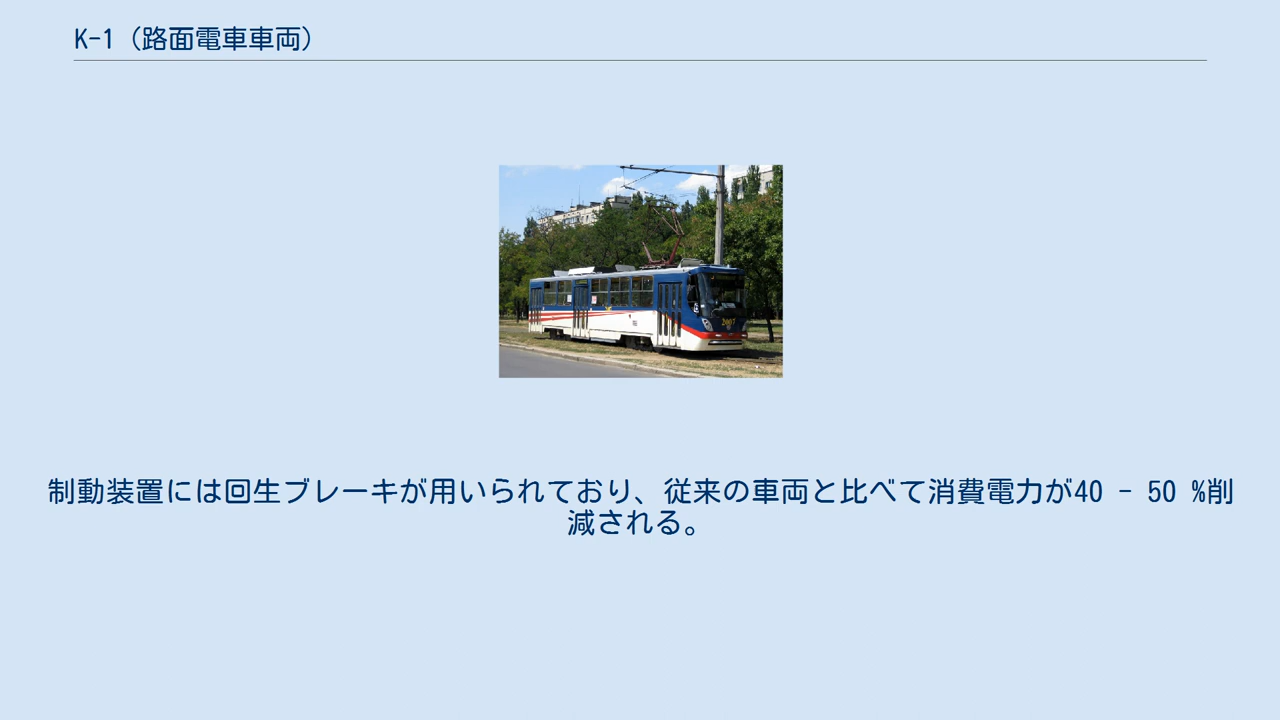 K-1（路面電車車両）
2007
制動装置には回生ブレーキが用いられており、従来の車両と比べて消費電力が40 - 50 %削
減される。